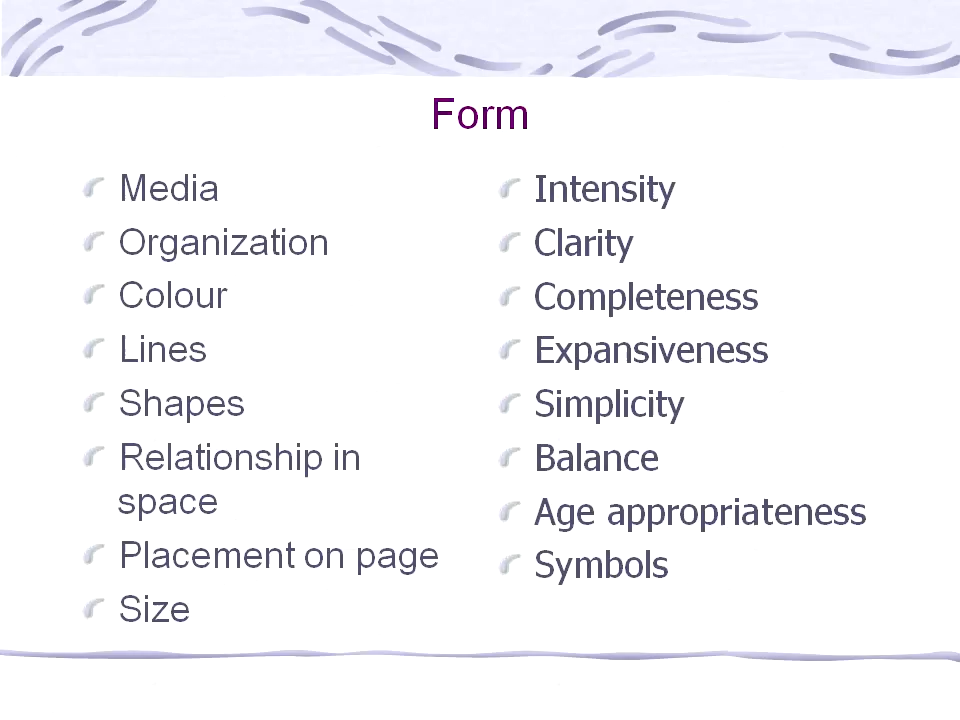 Form
Media
Organization
Colour
Lines
Shapes
Relationship in
space
Placement on page
Size
Intensity
Clarity
Completeness
Expansiveness
Simplicity
Balance
Age appropriateness
Symbols